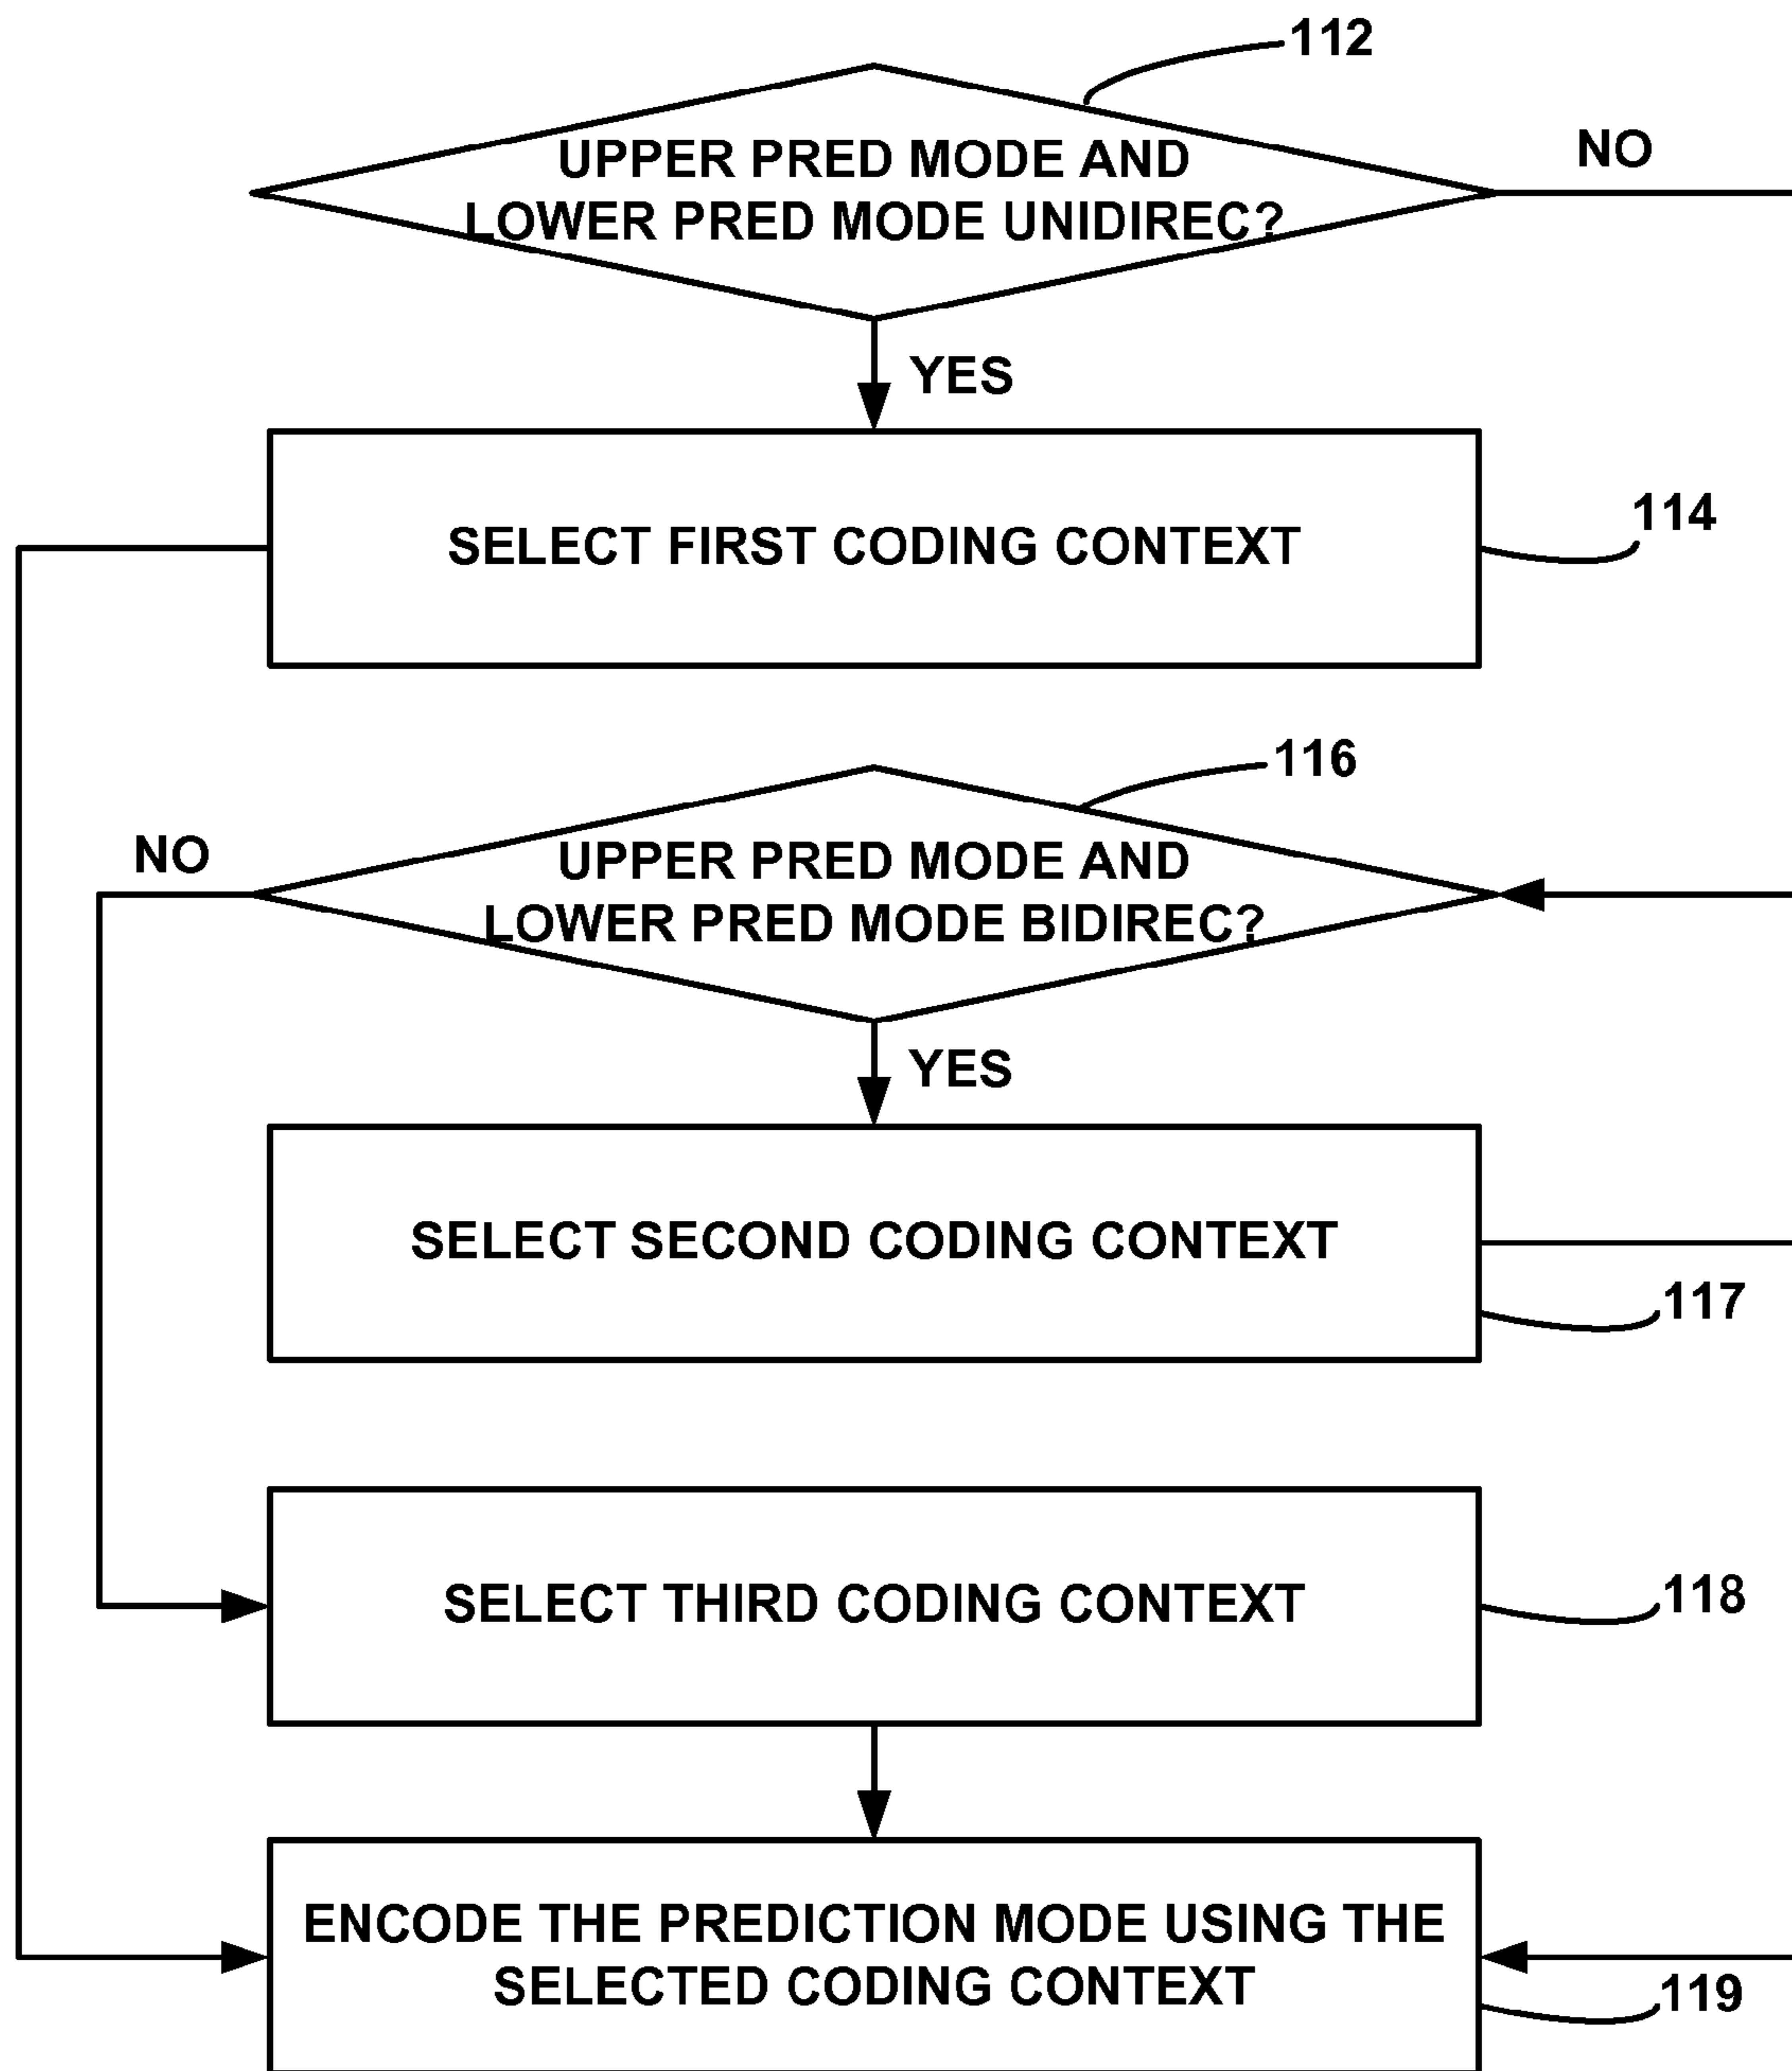 112
UPPER PRED MODE AND
LOWER PRED MODE UNIDIREC?
NO
YES
SELECT FIRST CODING CONTEXT
114
116
NO
UPPER PRED MODE AND
LOWER PRED MODE BIDIREC?
YES
SELECT SECOND CODING CONTEXT
117
SELECT THIRD CODING CONTEXT
118
ENCODE THE PREDICTION MODE USING THE
SELECTED CODING CONTEXT
119